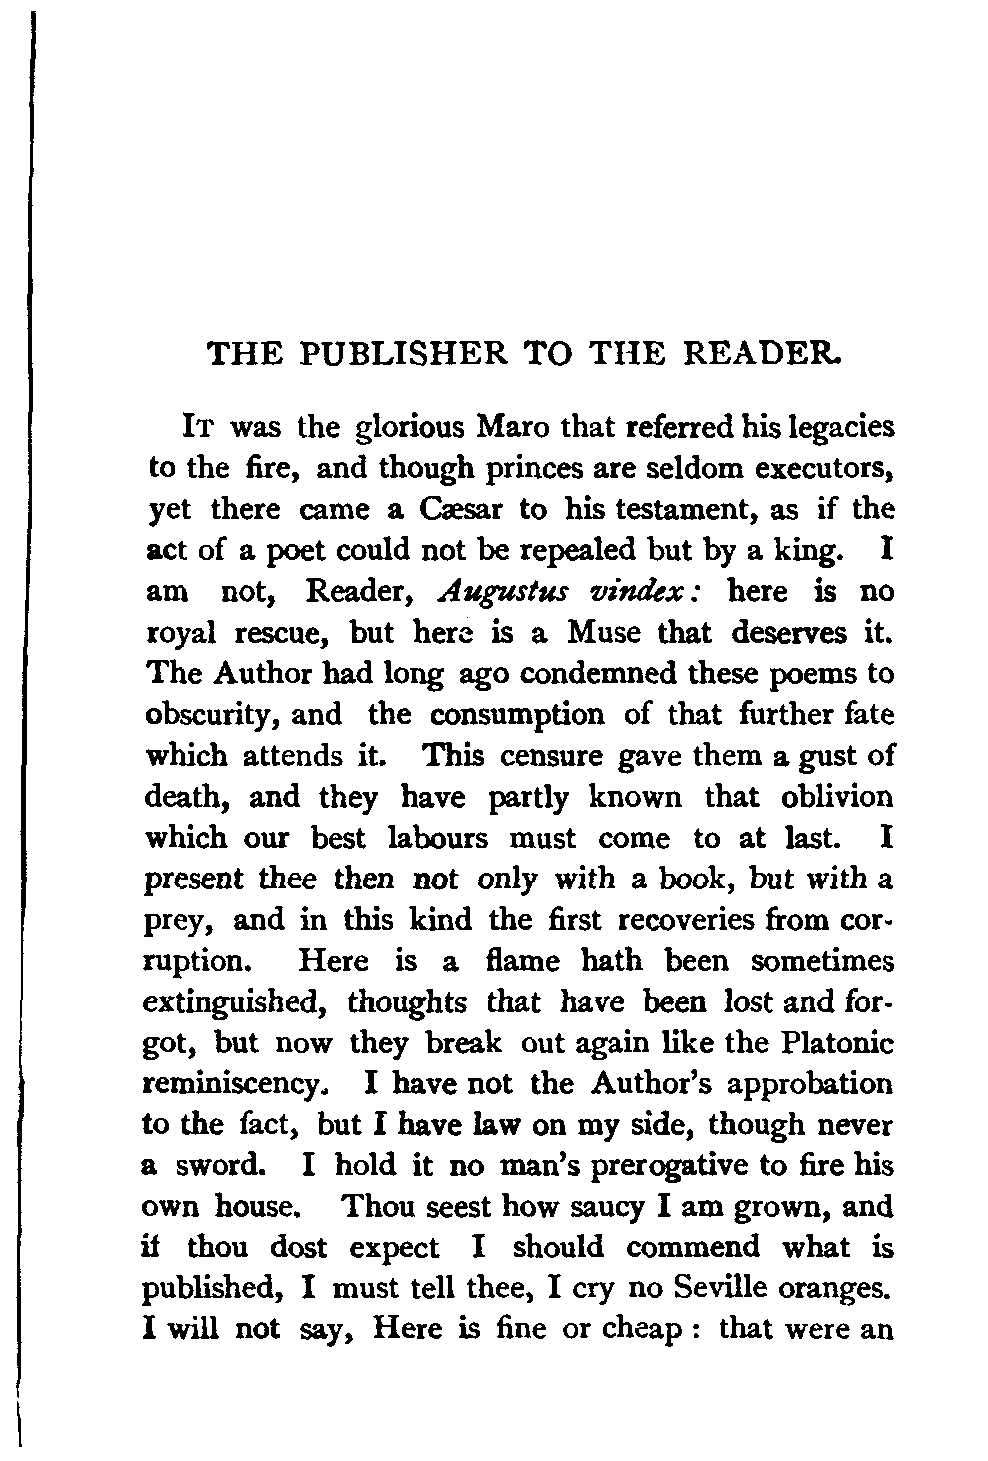 THE PUBLISHER TO THE READER.
IT was the glorious Maro that referred his legacies
to the fire, and though princes are seldom executors,
yet there came a Cæsar to his testament, as if the
act of a poet could not be repealed but by a king. I
am not, Reader, Augustus vindex: here is no
royal rescue, but here is a Muse that deserves it.
The Author had long ago condemned these poems to
obscurity, and the consumption of that further fate
which attends it. This censure gave them a gust of
death, and they have partly known that oblivion
which our best labours must come to at last. I
present thee then not only with a book, but with a
prey, and in this kind the first recoveries from cor-
ruption. Here is a flame hath been sometimes
extinguished, thoughts that have been lost and for-
got, but now they break out again like the Platonic
reminiscency. I have not the Author's approbation
to the fact, but I have law on my side, though never
a sword. I hold it no man's prerogative to fire his
own house. Thou seest how saucy I am grown, and
if thou dost expect I should commend what is
published, I must tell thee, I cry no Seville oranges.
I will not say, Here is fine or cheap : that were an